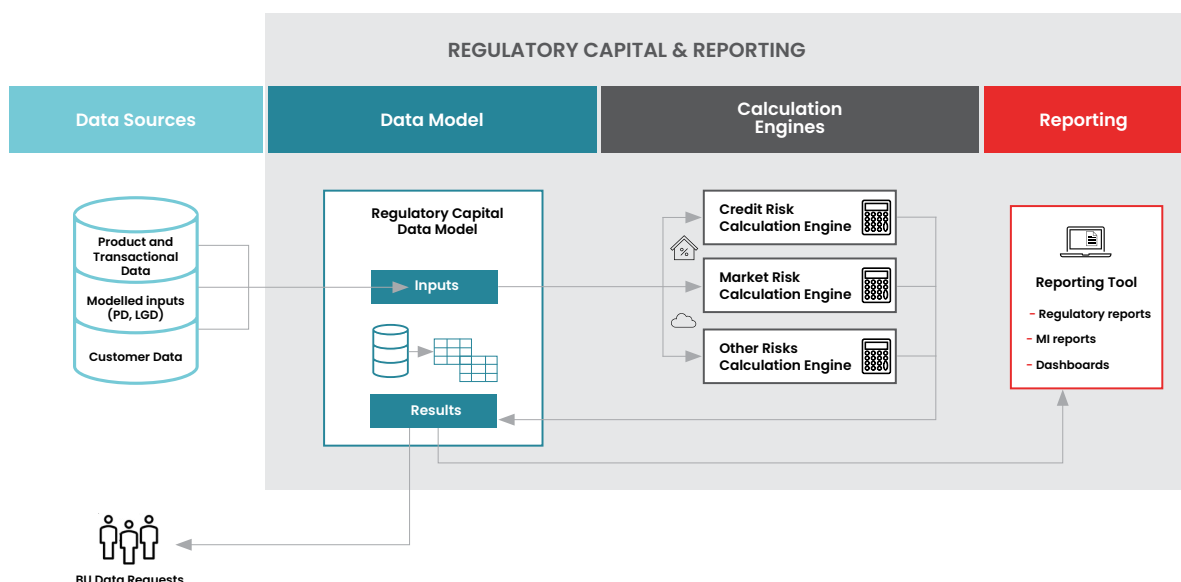 REGULATORY CAPITAL & REPORTING
Data Sources
Data Model
Calculation
Engines
Reporting
Product and
Transactional
Data
Modelled inputs
(PD, LGD)
Customer Data
Regulatory Capital
Data Model
Inputs
Results
Credit Risk
Calculation Engine
%
Market Risk
Calculation Engine
Other Risks
Calculation Engine
Reporting Tool
- Regulatory reports
- MI reports
- Dashboards
BU Data Requests